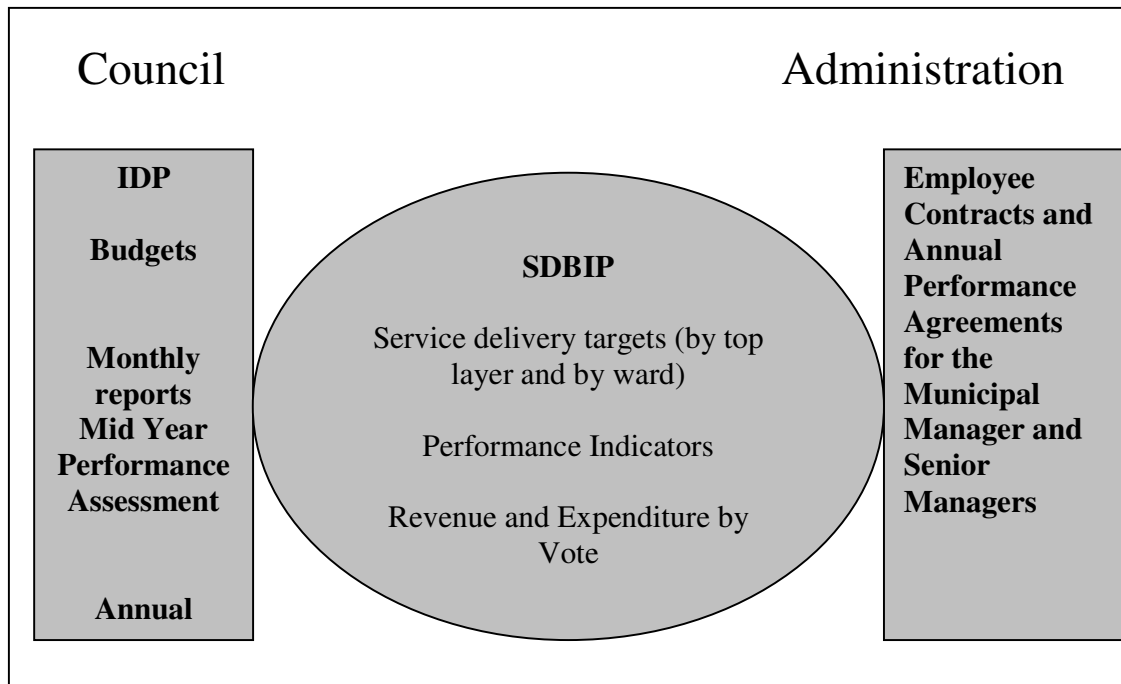 Council
Administration
IDP
Budgets
Monthly
reports
Mid Year
Performance
Assessment
Annual
SDBIP
Service delivery targets (by top
layer and by ward)
Performance Indicators
Revenue and Expenditure by
Vote
Employee
Contracts and
Annual
Performance
Agreements
for the
Municipal
Manager and
Senior
Managers